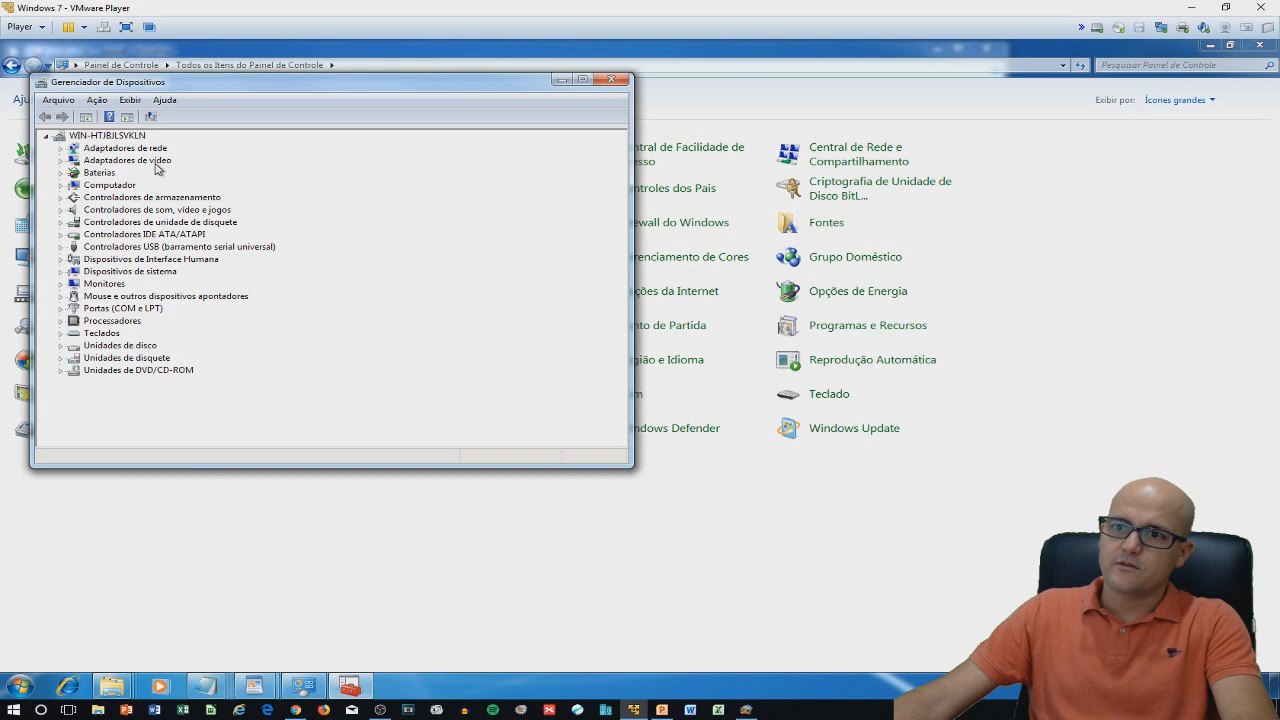 Windows 7 - VMware Player
Player
Painel de Controle
Todos os Itens do Painel de Controle
Pesquisar Painel de Controle
Exibir por:
Ícones grandes
Gerenciador de Dispositivos
Arquivo
Ação
Exibir
Ajuda
WIN-HTJBJLSVKLN
Adaptadores de rede
Adaptadores de vídeo
Baterias
Computador
Controladores de armazenamento
Controladores de som, vídeo e jogos
Controladores de unidade de disquete
Controladores IDE ATA/ATAPI
Controladores USB (barramento serial universal)
Dispositivos de Interface Humana
Dispositivos de sistema
Monitores
Mouse e outros dispositivos apontadores
Portas (COM e LPT)
Processadores
Teclados
Unidades de disco
Unidades de disquete
Unidades de DVD/CD-ROM
ntral de Facilidade de
esso
ntroles dos Pais
ewall do Windows
renciamento de Cores
ções da Internet
nto de Partida
gião e Idioma
m
ndows Defender
Central de Rede e
Compartilhamento
Criptografia de Unidade de
Disco BitL...
Fontes
Grupo Doméstico
Opções de Energia
Programas e Recursos
Reprodução Automática
Teclado
Windows Update